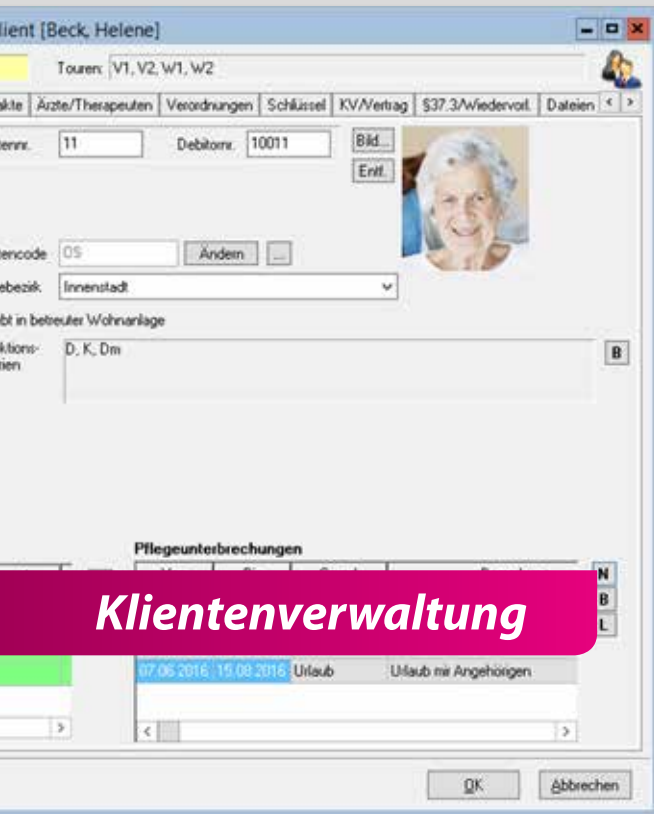 lient [Beck, Helene]
Touren: V1, V2, W1, W2
akte Ärzte/Therapeuten Verordnungen Schlüssel KV/Vertrag §37.3/Wiedervorl. Dateien
tennr. 11 Debitornr. 10011 Bild...
Entf.
tencode OS Ändern ...
ebezirk Innenstadt
bt in betreuter Wohnanlage
ktions- D, K, Dm B
rien
Pflegeunterbrechungen
N
Klientenverwaltung
B
L
07.06.2016 15.08.2016 Urlaub Urlaub mir Angehörigen
OK Abbrechen